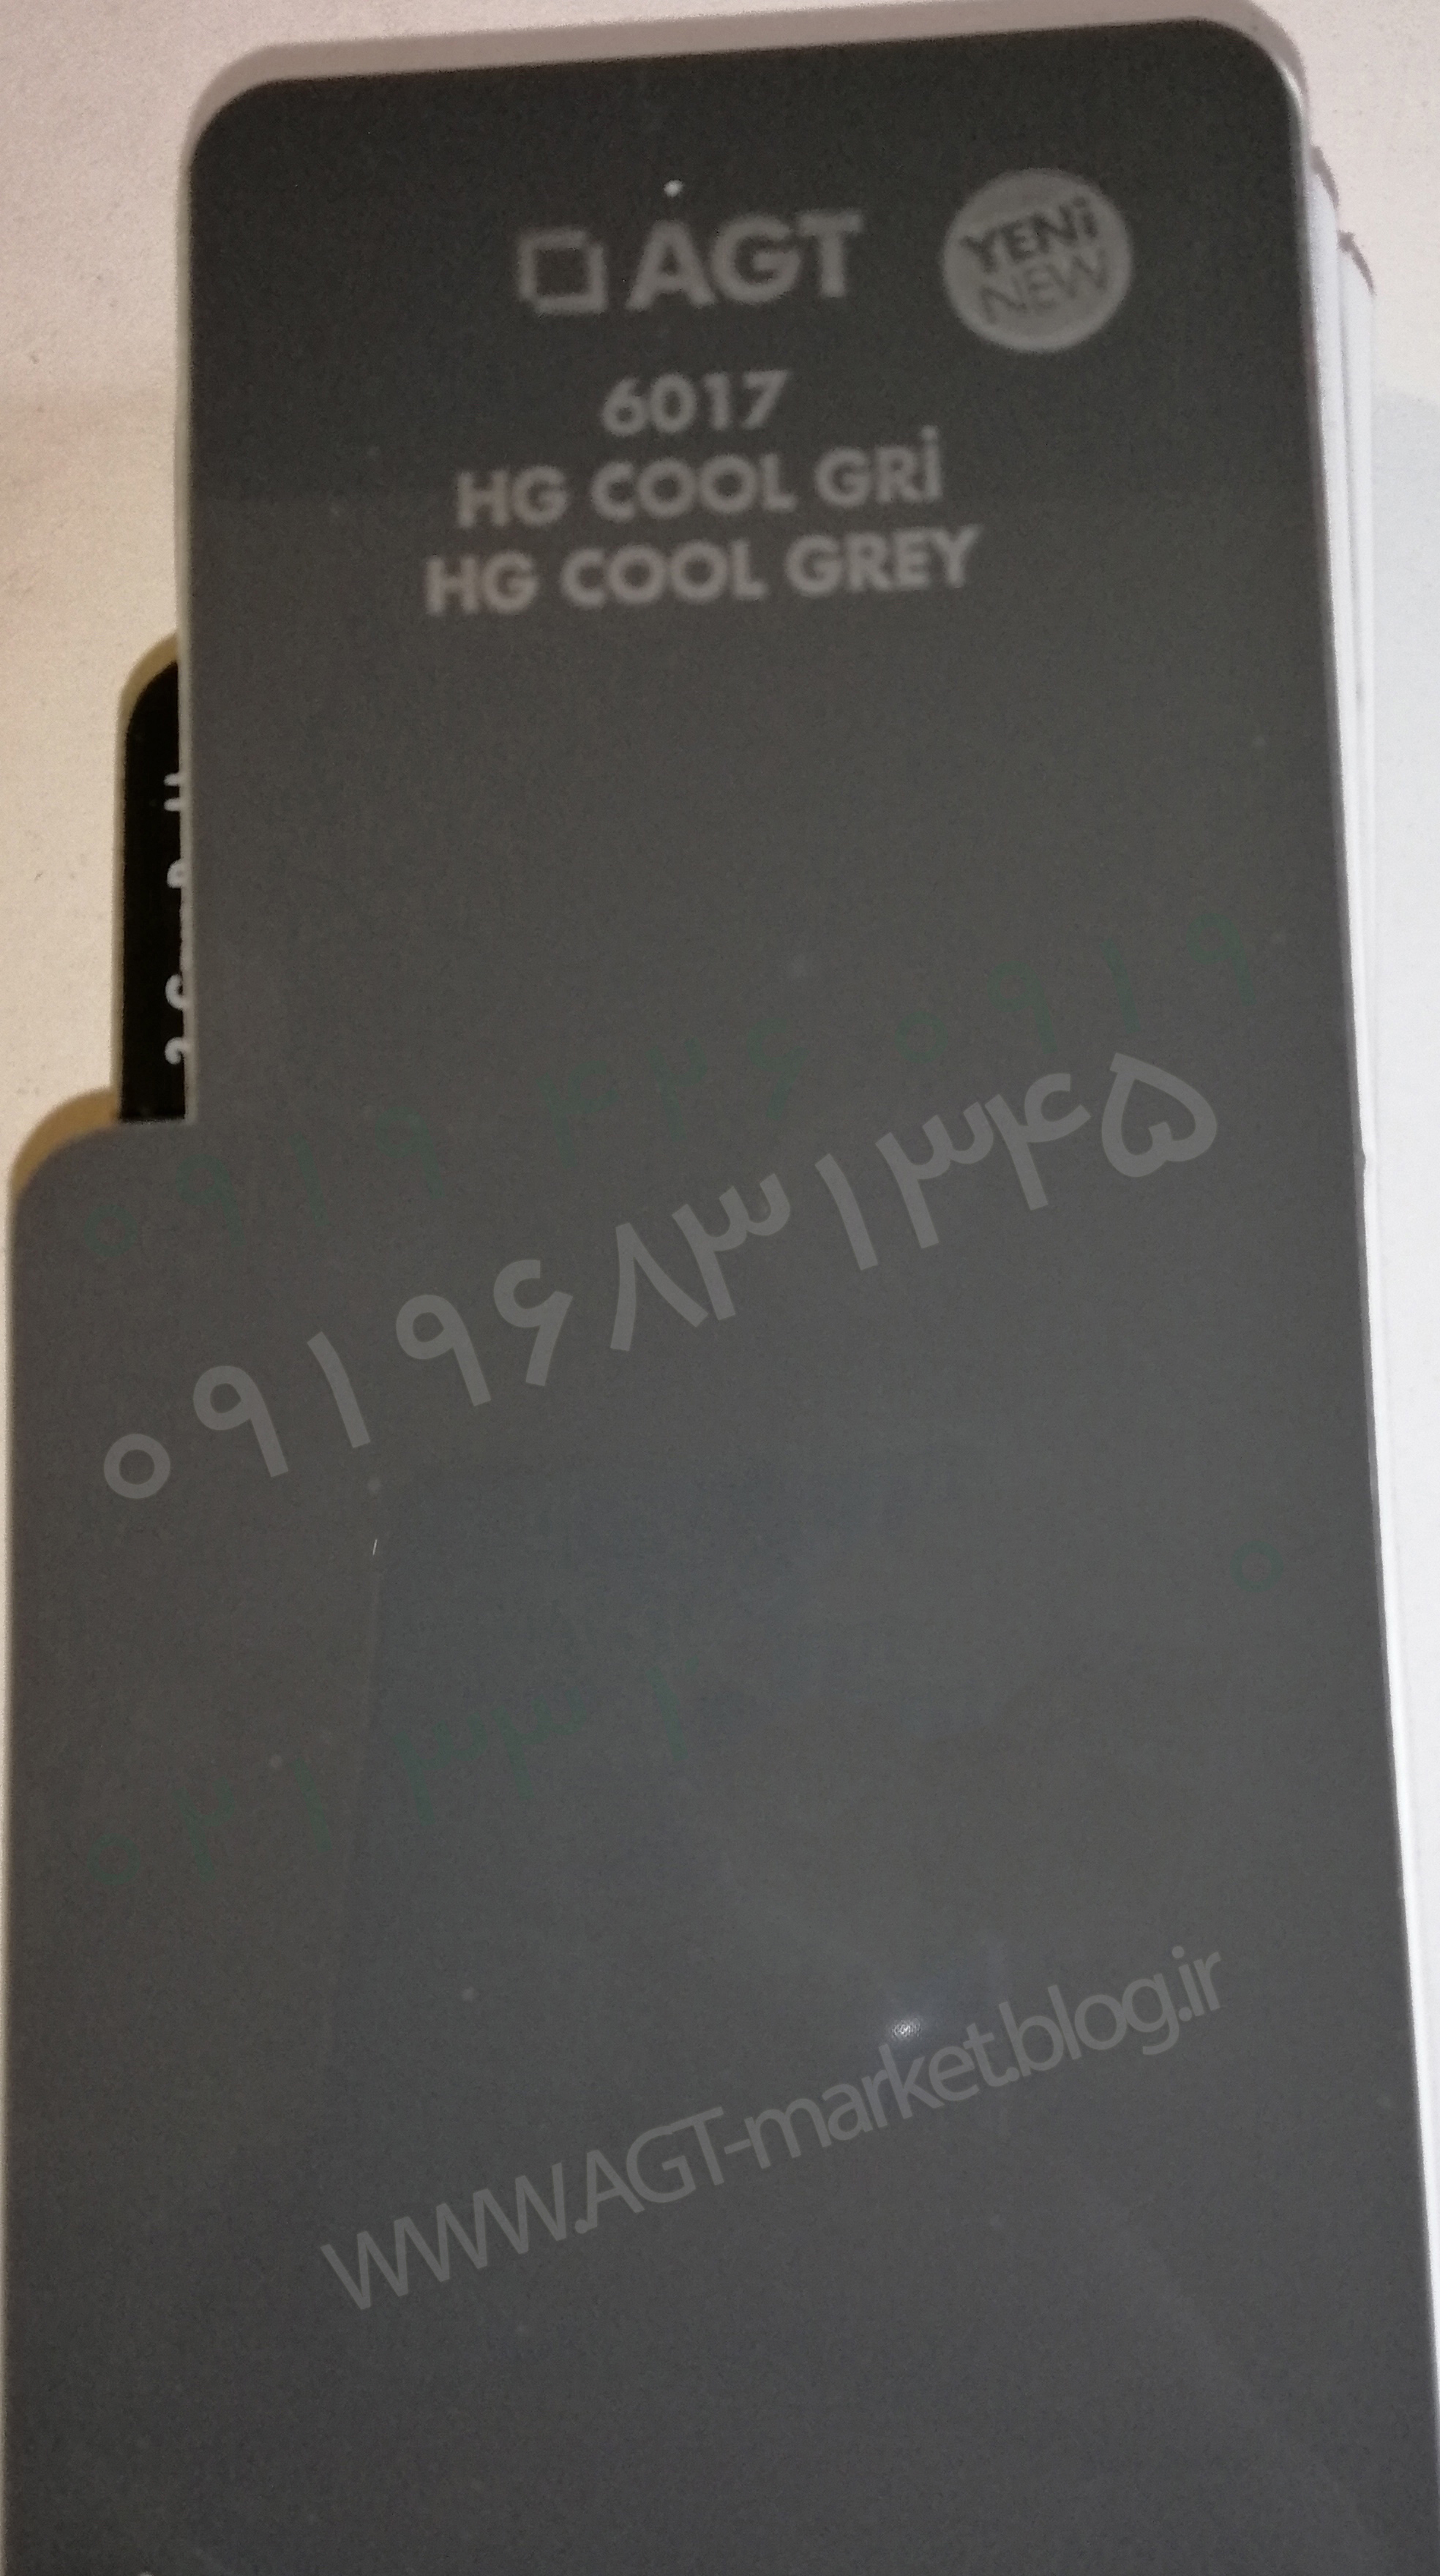 AGT
YENİ
NEW
6017
HG COOL GRİ
HG COOL GREY
۰۹۱۹۶۸۳۱۳۴۵
www.AGT-market.blog.ir